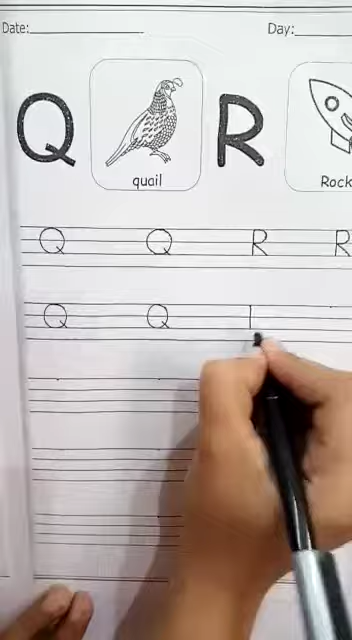 Date: Day:
Q R
quail Rock
Q Q R R
Q Q